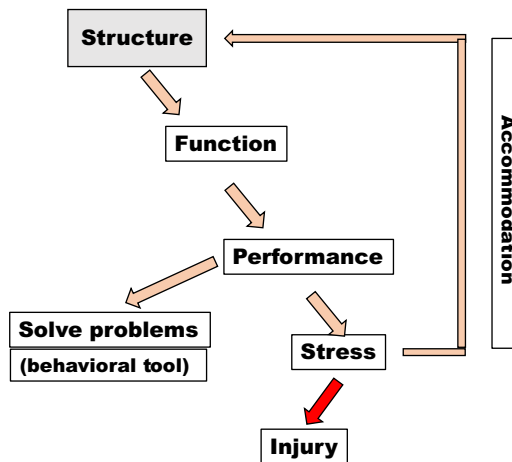 Structure
Function
Performance
Solve problems
(behavioral tool)
Stress
Injury
Accommodation